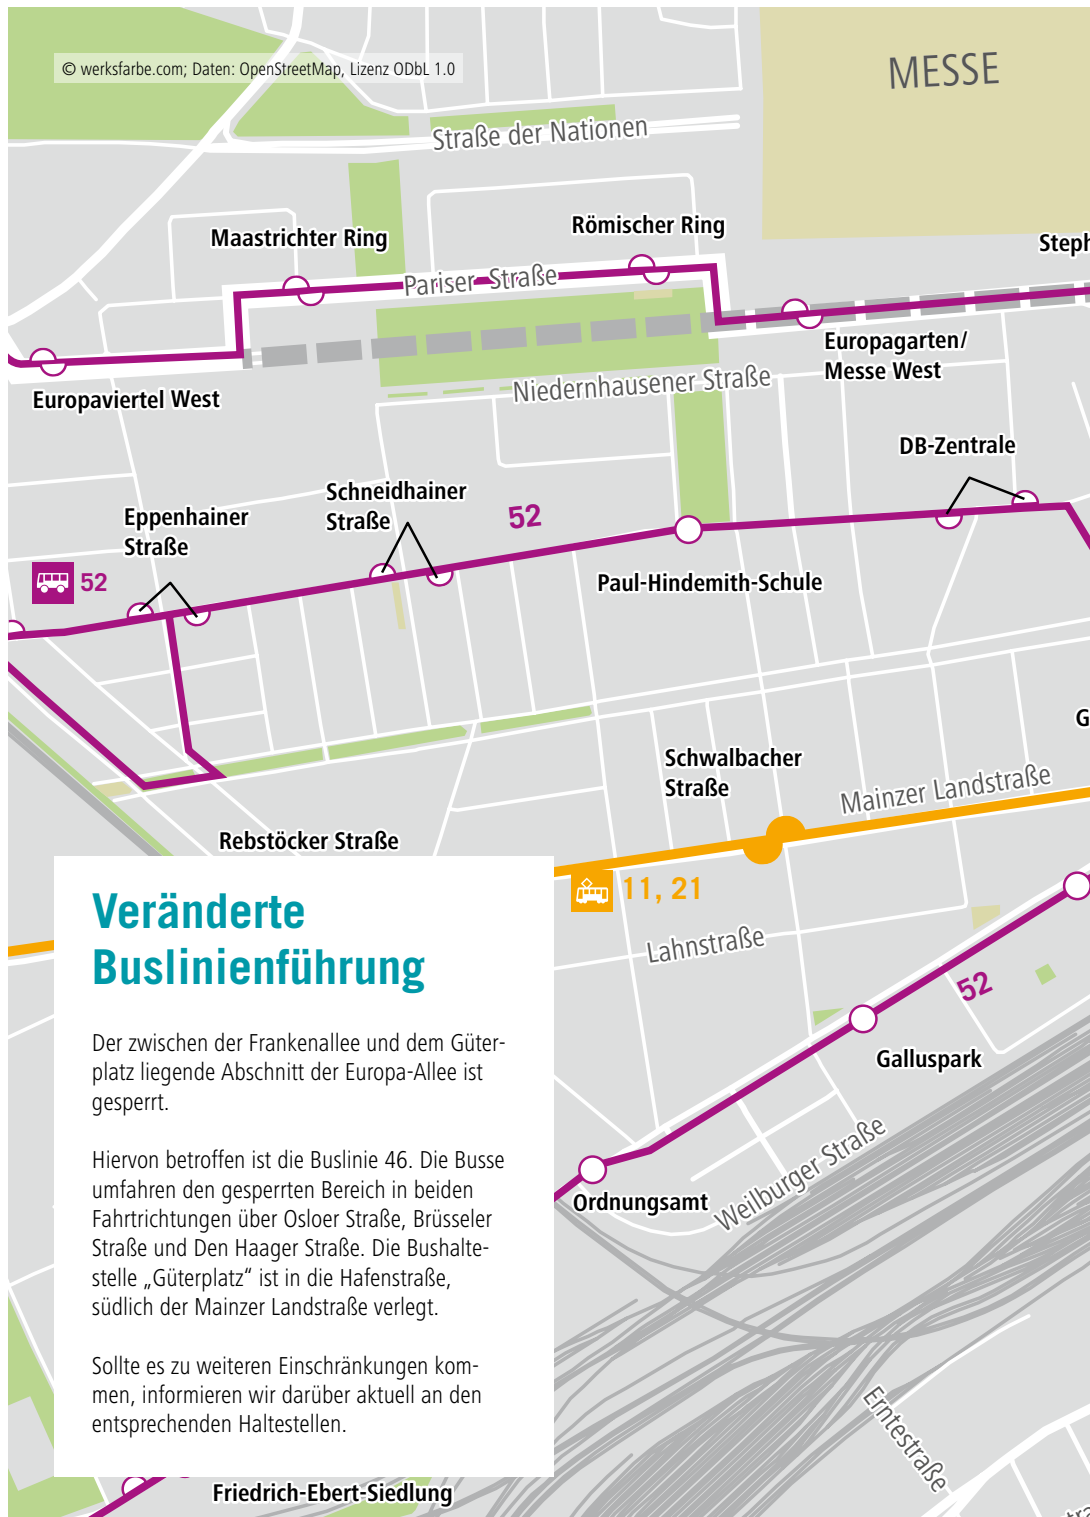 © werksfarbe.com; Daten: OpenStreetMap, Lizenz ODbL 1.0
MESSE
Straße der Nationen
Maastrichter Ring
Römischer Ring
Steph
Pariser Straße
Europagarten/
Messe West
Europaviertel West
Niedernhausener Straße
DB-Zentrale
Schneidhainer
Straße
52
Eppenhainer
Straße
52
Paul-Hindemith-Schule
G
Schwalbacher
Straße
Mainzer Landstraße
Rebstöcker Straße
11, 21
Lahnstraße
52
Galluspark
Weilburger Straße
Ordnungsamt
Erntestraße
Veränderte
Buslinienführung
Der zwischen der Frankenallee und dem Güter-
platz liegende Abschnitt der Europa-Allee ist
gesperrt.
Hiervon betroffen ist die Buslinie 46. Die Busse
umfahren den gesperrten Bereich in beiden
Fahrtrichtungen über Osloer Straße, Brüsseler
Straße und Den Haager Straße. Die Bushalte-
stelle „Güterplatz“ ist in die Hafenstraße,
südlich der Mainzer Landstraße verlegt.
Sollte es zu weiteren Einschränkungen kom-
men, informieren wir darüber aktuell an den
entsprechenden Haltestellen.
Friedrich-Ebert-Siedlung